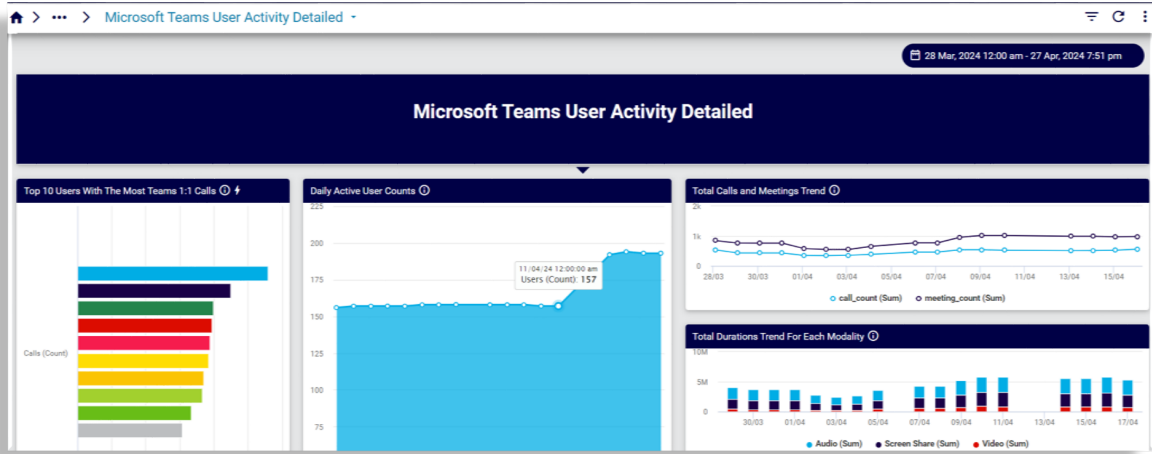 Microsoft Teams User Activity Detailed
28 Mar, 2024 12:00 am - 27 Apr, 2024 7:51 pm
Microsoft Teams User Activity Detailed
Top 10 Users With The Most Teams 1:1 Calls
Calls (Count)
Daily Active User Counts
225
200
175
150
125
100
75
11/04/24 12:00:00 am
Users (Count): 157
Total Calls and Meetings Trend
2k
1k
0
28/03 30/03 01/04 03/04 05/04 07/04 09/04 11/04 13/04 15/04
call_count (Sum) meeting_count (Sum)
Total Durations Trend For Each Modality
10M
5M
0
30/03 01/04 03/04 05/04 07/04 09/04 11/04 13/04 15/04 17/04
Audio (Sum) Screen Share (Sum) Video (Sum)